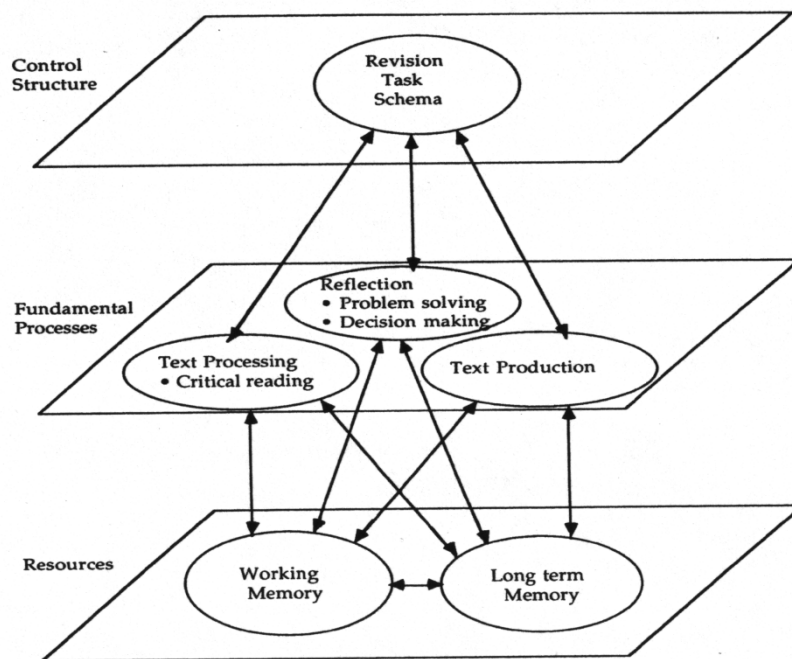 Control
Structure
Revision
Task
Schema
Fundamental
Processes
Reflection
• Problem solving
• Decision making
Text Processing
• Critical reading
Text Production
Resources
Working
Memory
Long term
Memory